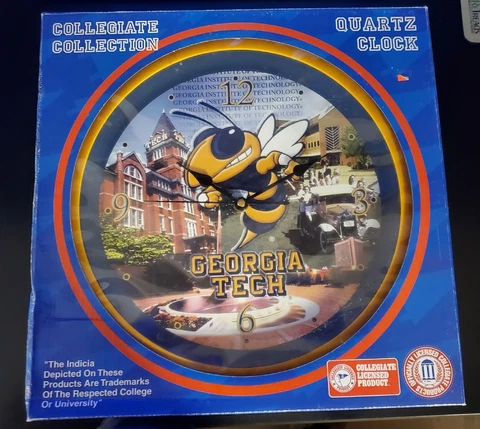 COLLEGIATE
COLLECTION
QUARTZ
CLOCK
GEORGIA INSTITUTE OF TECHNOLOGY
12
9
3
GEORGIA
TECH
6
"The Indicia
Depicted On These
Products Are Trademarks
Of The Respected College
Or University"
COLLEGIATE
LICENSED
PRODUCT
OFFICIALLY LICENSED COLLEGIATE PRODUCTS